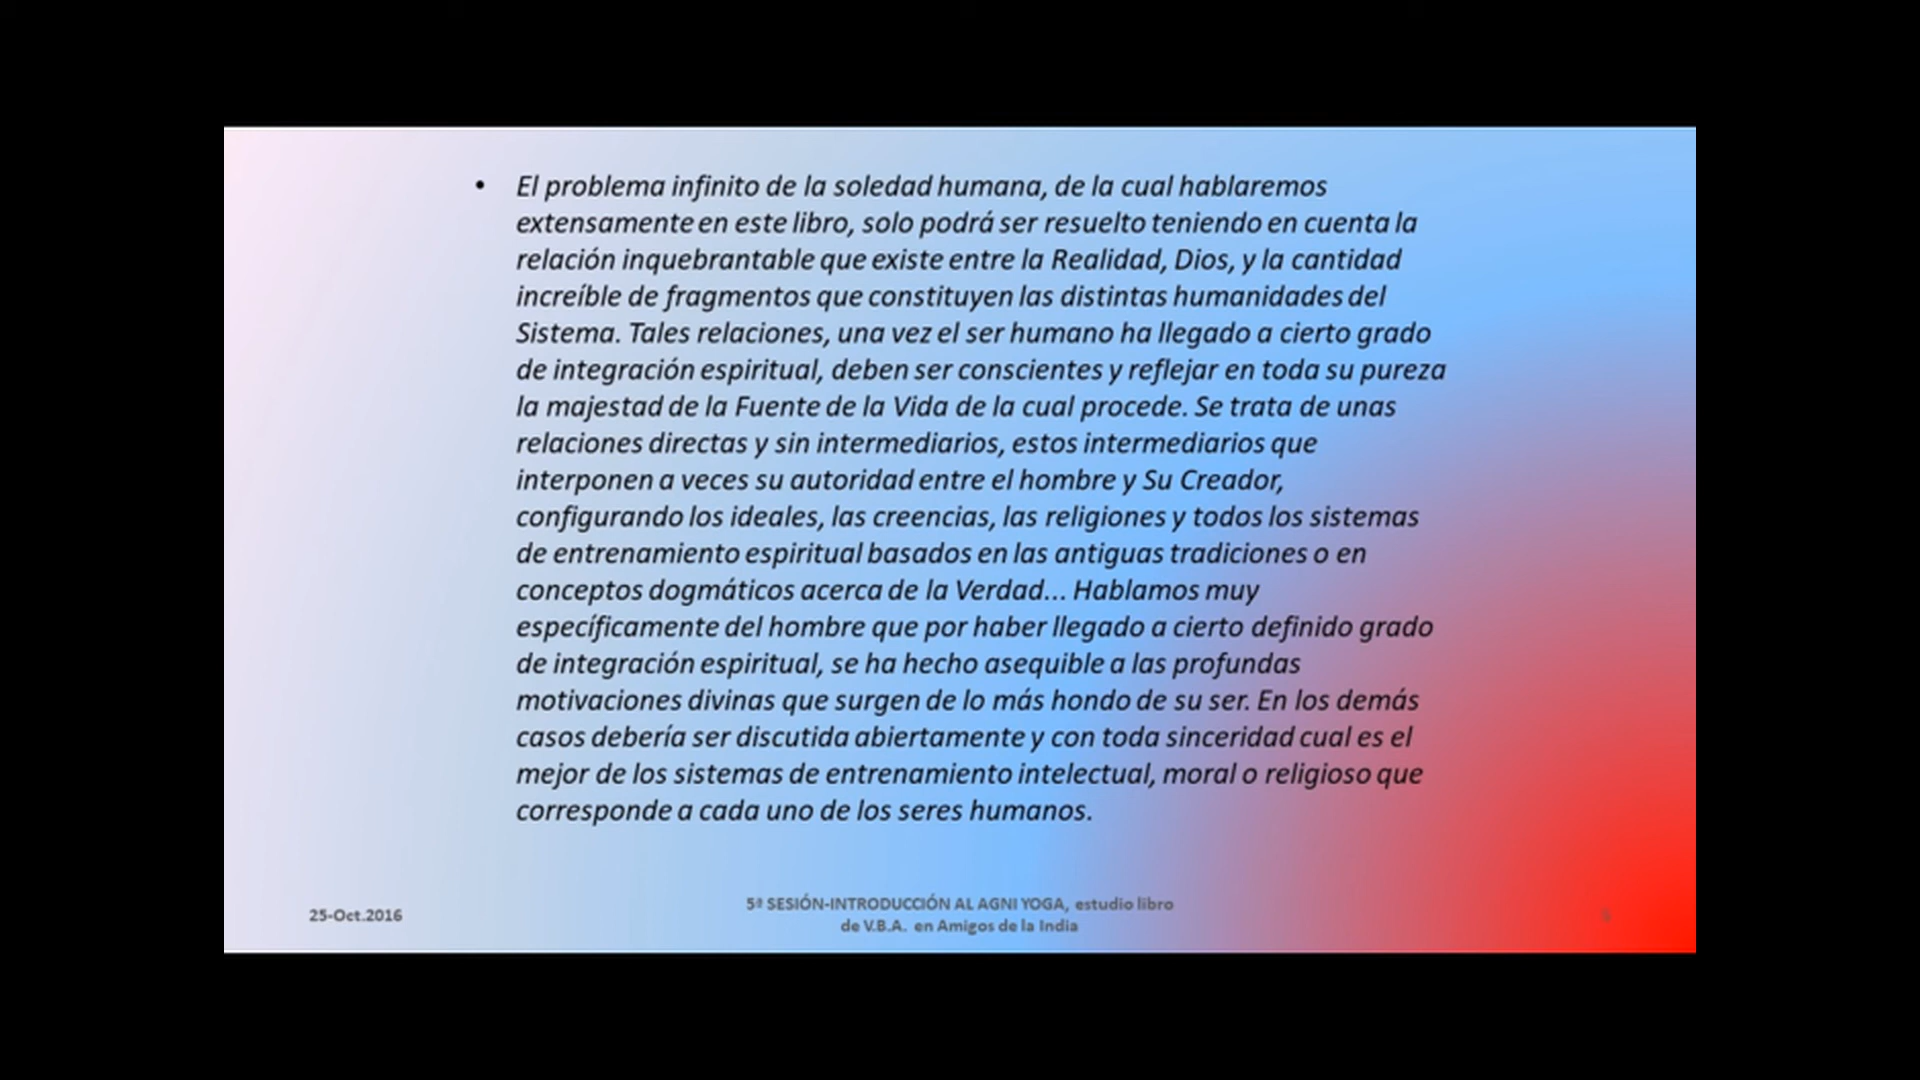 • El problema infinito de la soledad humana, de la cual hablaremos
extensamente en este libro, solo podrá ser resuelto teniendo en cuenta la
relación inquebrantable que existe entre la Realidad, Dios, y la cantidad
increíble de fragmentos que constituyen las distintas humanidades del
Sistema. Tales relaciones, una vez el ser humano ha llegado a cierto grado
de integración espiritual, deben ser conscientes y reflejar en toda su pureza
la majestad de la Fuente de la Vida de la cual procede. Se trata de unas
relaciones directas y sin intermediarios, estos intermediarios que
interponen a veces su autoridad entre el hombre y Su Creador,
configurando los ideales, las creencias, las religiones y todos los sistemas
de entrenamiento espiritual basados en las antiguas tradiciones o en
conceptos dogmáticos acerca de la Verdad... Hablamos muy
específicamente del hombre que por haber llegado a cierto definido grado
de integración espiritual, se ha hecho asequible a las profundas
motivaciones divinas que surgen de lo más hondo de su ser. En los demás
casos debería ser discutida abiertamente y con toda sinceridad cual es el
mejor de los sistemas de entrenamiento intelectual, moral o religioso que
corresponde a cada uno de los seres humanos.
25-Oct.2016
5ª SESIÓN-INTRODUCCIÓN AL AGNI YOGA, estudio libro
de V.B.A. en Amigos de la India